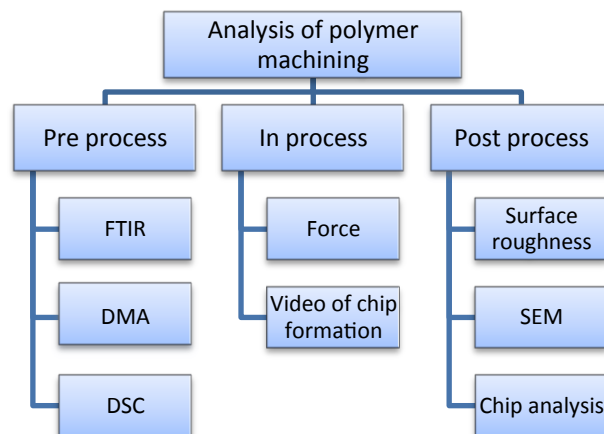 Analysis of polymer
machining
Pre process
In process
Post process
FTIR
DMA
DSC
Force
Video of chip
formation
Surface
roughness
SEM
Chip analysis